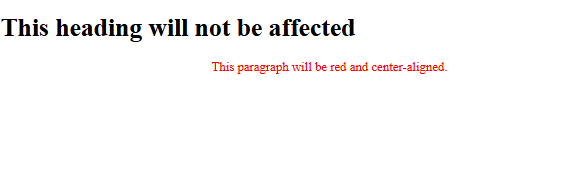 This heading will not be affected
This paragraph will be red and center-aligned.